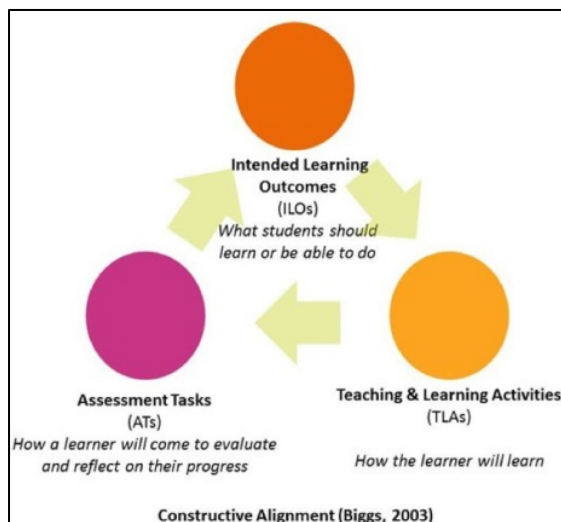 Intended Learning
Outcomes
(ILOs)
What students should
learn or be able to do
Assessment Tasks
(ATs)
How a learner will come to evaluate
and reflect on their progress
Teaching & Learning Activities
(TLAs)
How the learner will learn
Constructive Alignment (Biggs, 2003)